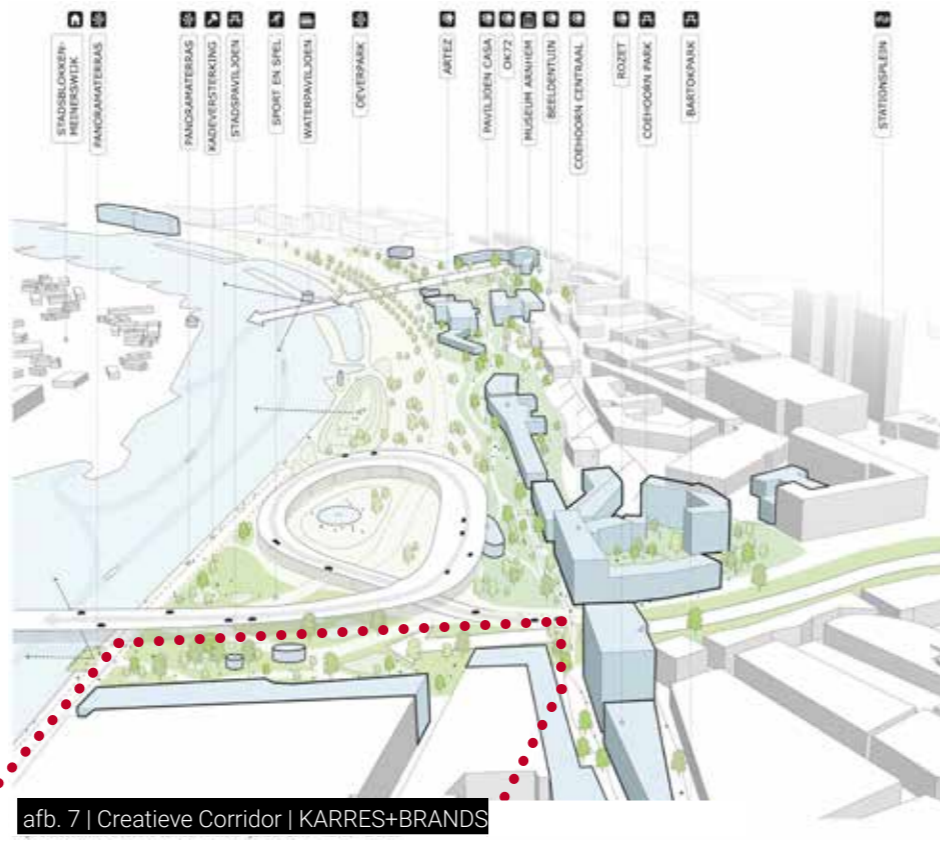 STADSBLOKKEN-
MEINERSWIJK
PANORAMATERRAS
PANORAMATERRAS
KADEVERSTERKING
STADSPAVILJOEN
SPORT EN SPEL
WATERPAVILJOEN
OEVERPARK
ARTEZ
PAVILJOEN CASA
OK72
MUSEUM ARNHEM
BEELDENTUIN
COEHOORN CENTRAAL
ROZET
COEHOORN PARK
BARTOKPARK
STATIONSPLEIN
afb. 7 | Creatieve Corridor | KARRES+BRANDS